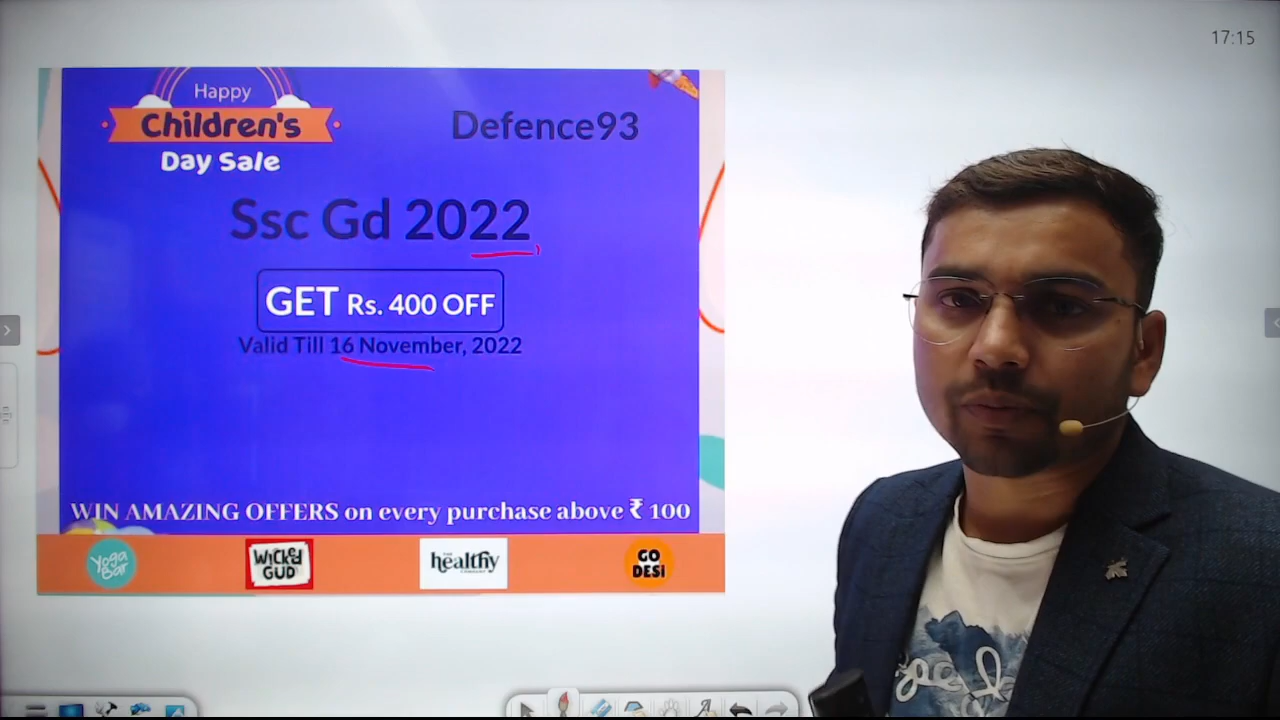 17:15
Happy
Children's
Day Sale
Defence93
Ssc Gd 2022
GET Rs. 400 OFF
Valid Till 16 November, 2022
WIN AMAZING OFFERS on every purchase above ₹ 100
Yoga
Bar
WiCKed
GUD
healthy
GO
DESi